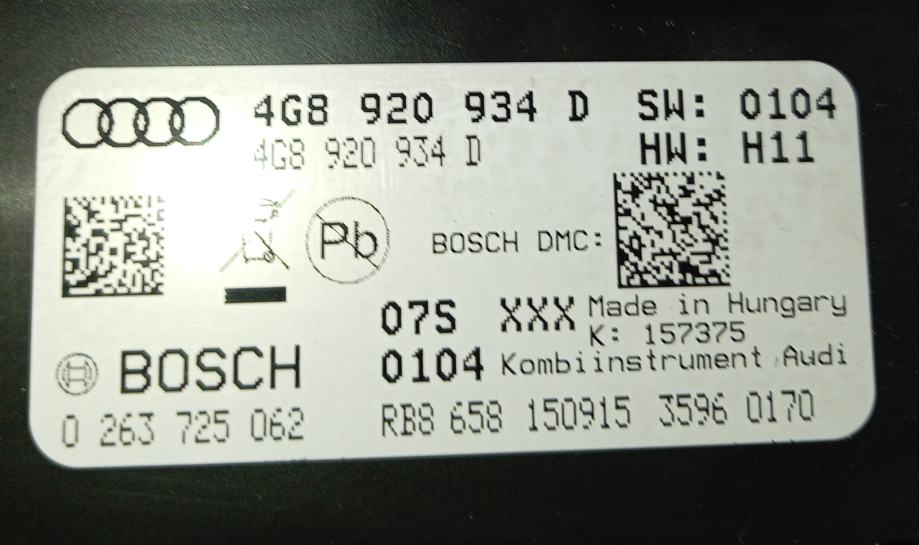 4G8 920 934 D SW: 0104
4G8 920 934 D HW: H11
Pb BOSCH DMC:
07S XXX Made in Hungary
K: 157375
BOSCH 0104 Kombiinstrument Audi
0 263 725 062 RB8 658 150915 3596 0170